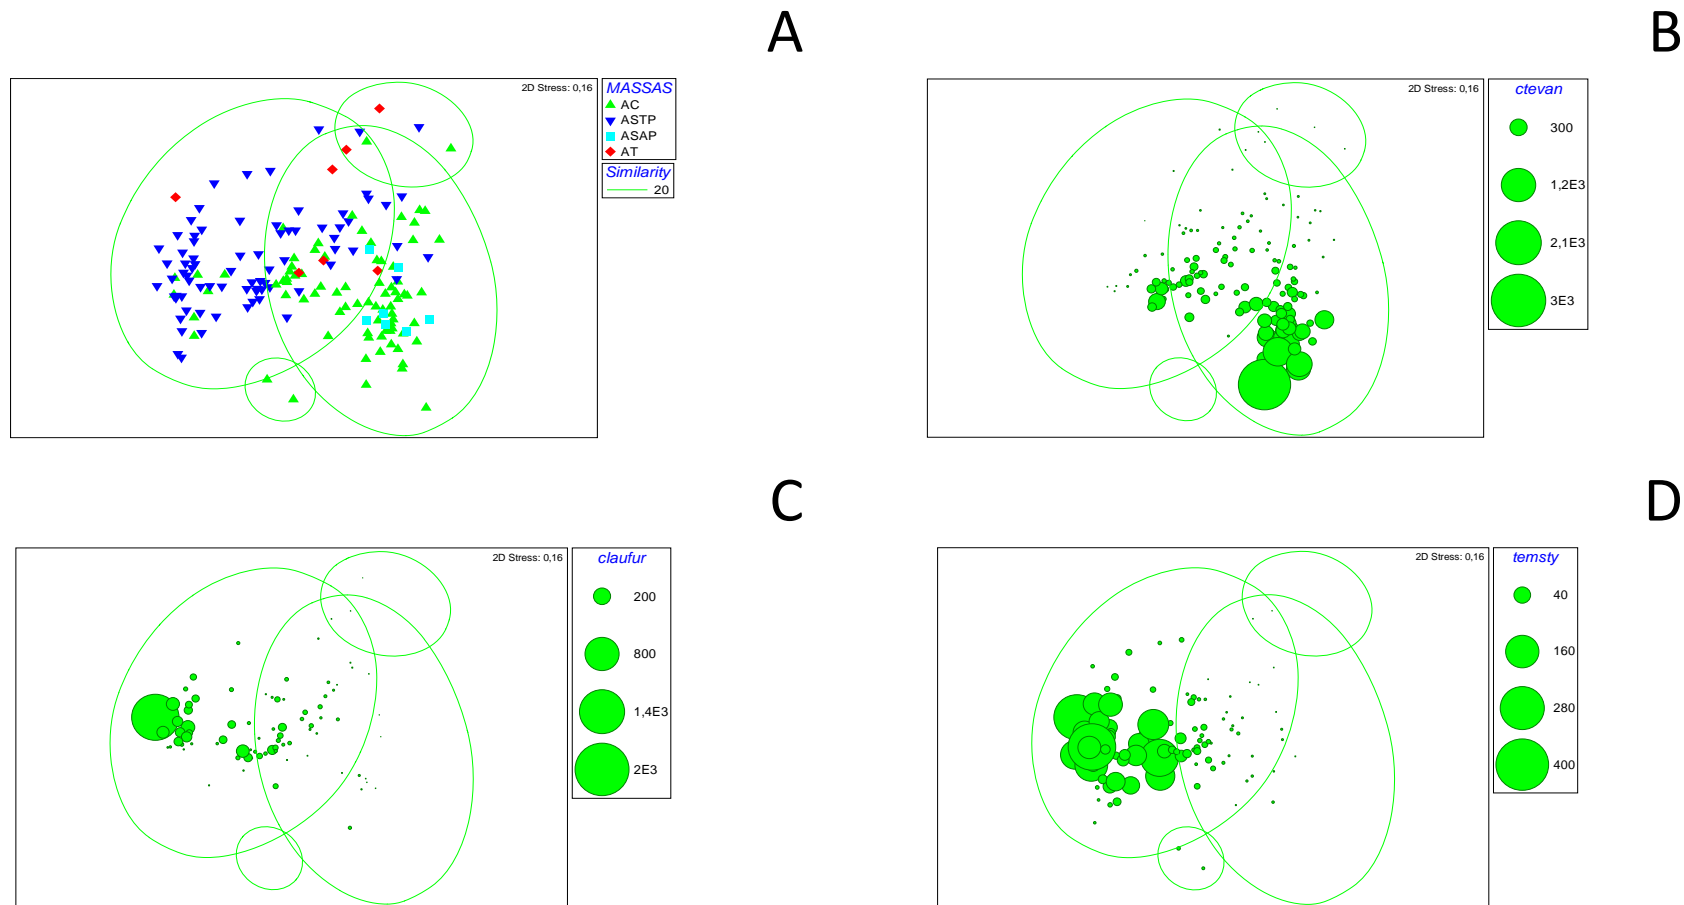 A
2D Stress: 0,16
MASSAS
AC
ASTP
ASAP
AT
Similarity
20
B
2D Stress: 0,16
ctevan
300
1,2E3
2,1E3
3E3
C
2D Stress: 0,16
claufur
200
800
1,4E3
2E3
D
2D Stress: 0,16
temsty
40
160
280
400